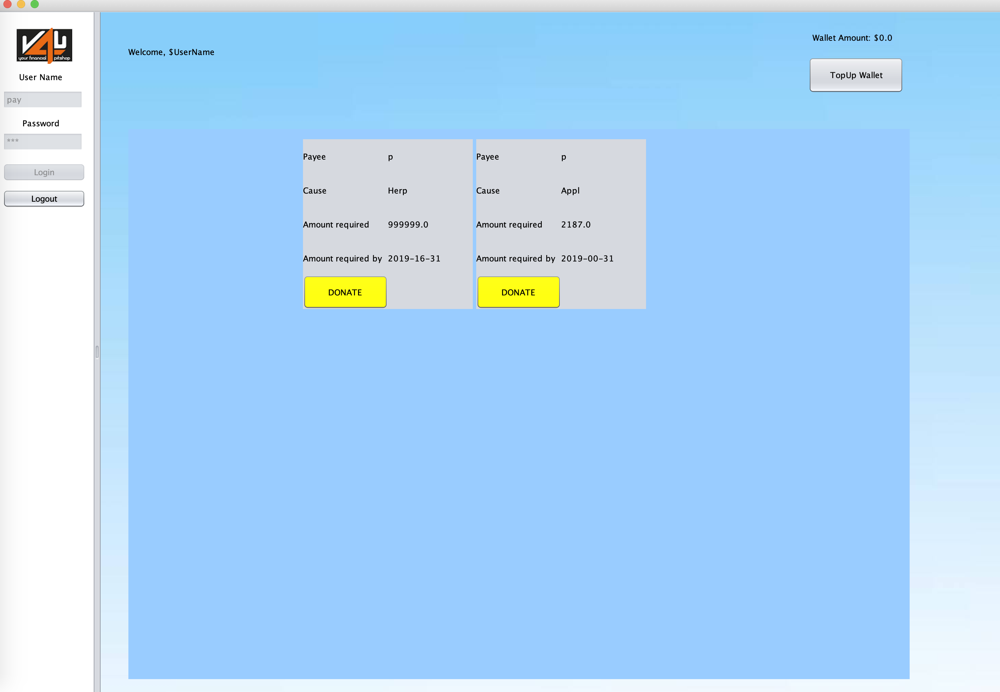 V4U
your financial pitshop
User Name
pay
Password
***
Login
Logout
Welcome, $UserName
Wallet Amount: $0.0
TopUp Wallet
Payee p
Cause Herp
Amount required 999999.0
Amount required by 2019-16-31
DONATE
Payee p
Cause Appl
Amount required 2187.0
Amount required by 2019-00-31
DONATE